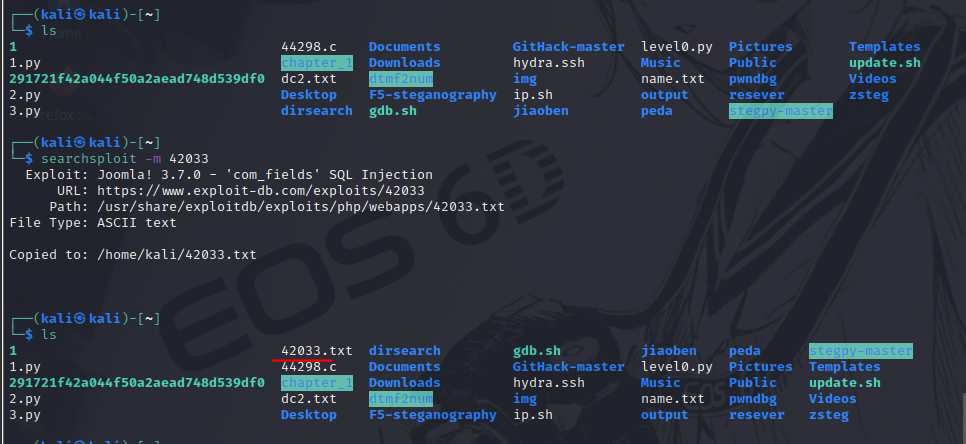 ┌──(kali㉿kali)-[~]
└─$ ls
1 44298.c Documents GitHack-master level0.py Pictures Templates
1.py chapter_1 Downloads hydra.ssh Music Public update.sh
291721f42a044f50a2aead748d539df0 dc2.txt dtmf2num img name.txt pwndbg Videos
2.py Desktop F5-steganography ip.sh output resever zsteg
3.py dirsearch gdb.sh jiaoben peda stegpy-master
┌──(kali㉿kali)-[~]
└─$ searchsploit -m 42033
Exploit: Joomla! 3.7.0 - 'com_fields' SQL Injection
URL: https://www.exploit-db.com/exploits/42033
Path: /usr/share/exploitdb/exploits/php/webapps/42033.txt
File Type: ASCII text
Copied to: /home/kali/42033.txt
EOS 6D
┌──(kali㉿kali)-[~]
└─$ ls
1 42033.txt dirsearch gdb.sh jiaoben peda stegpy-master
1.py 44298.c Documents GitHack-master level0.py Pictures Templates
291721f42a044f50a2aead748d539df0 chapter_1 Downloads hydra.ssh Music Public update.sh
2.py dc2.txt dtmf2num img name.txt pwndbg Videos
3.py Desktop F5-steganography ip.sh output resever zsteg